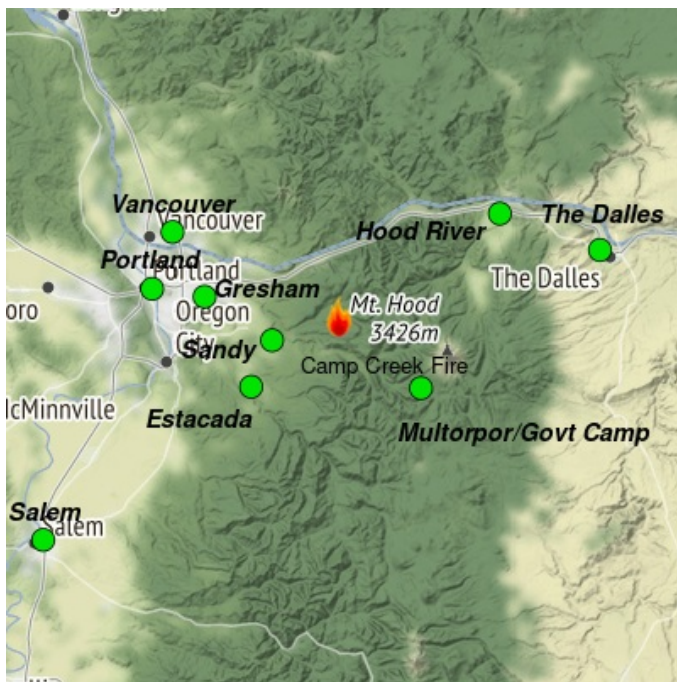 Vancouver
Vancouver
The Dalles
Hood River
Portland
Portland
The Dalles
Gresham
Mt. Hood
3426m
oro
Oregon
City
Sandy
Camp Creek Fire
cMinnville
Estacada
Multorpor/Govt Camp
Salem
Salem